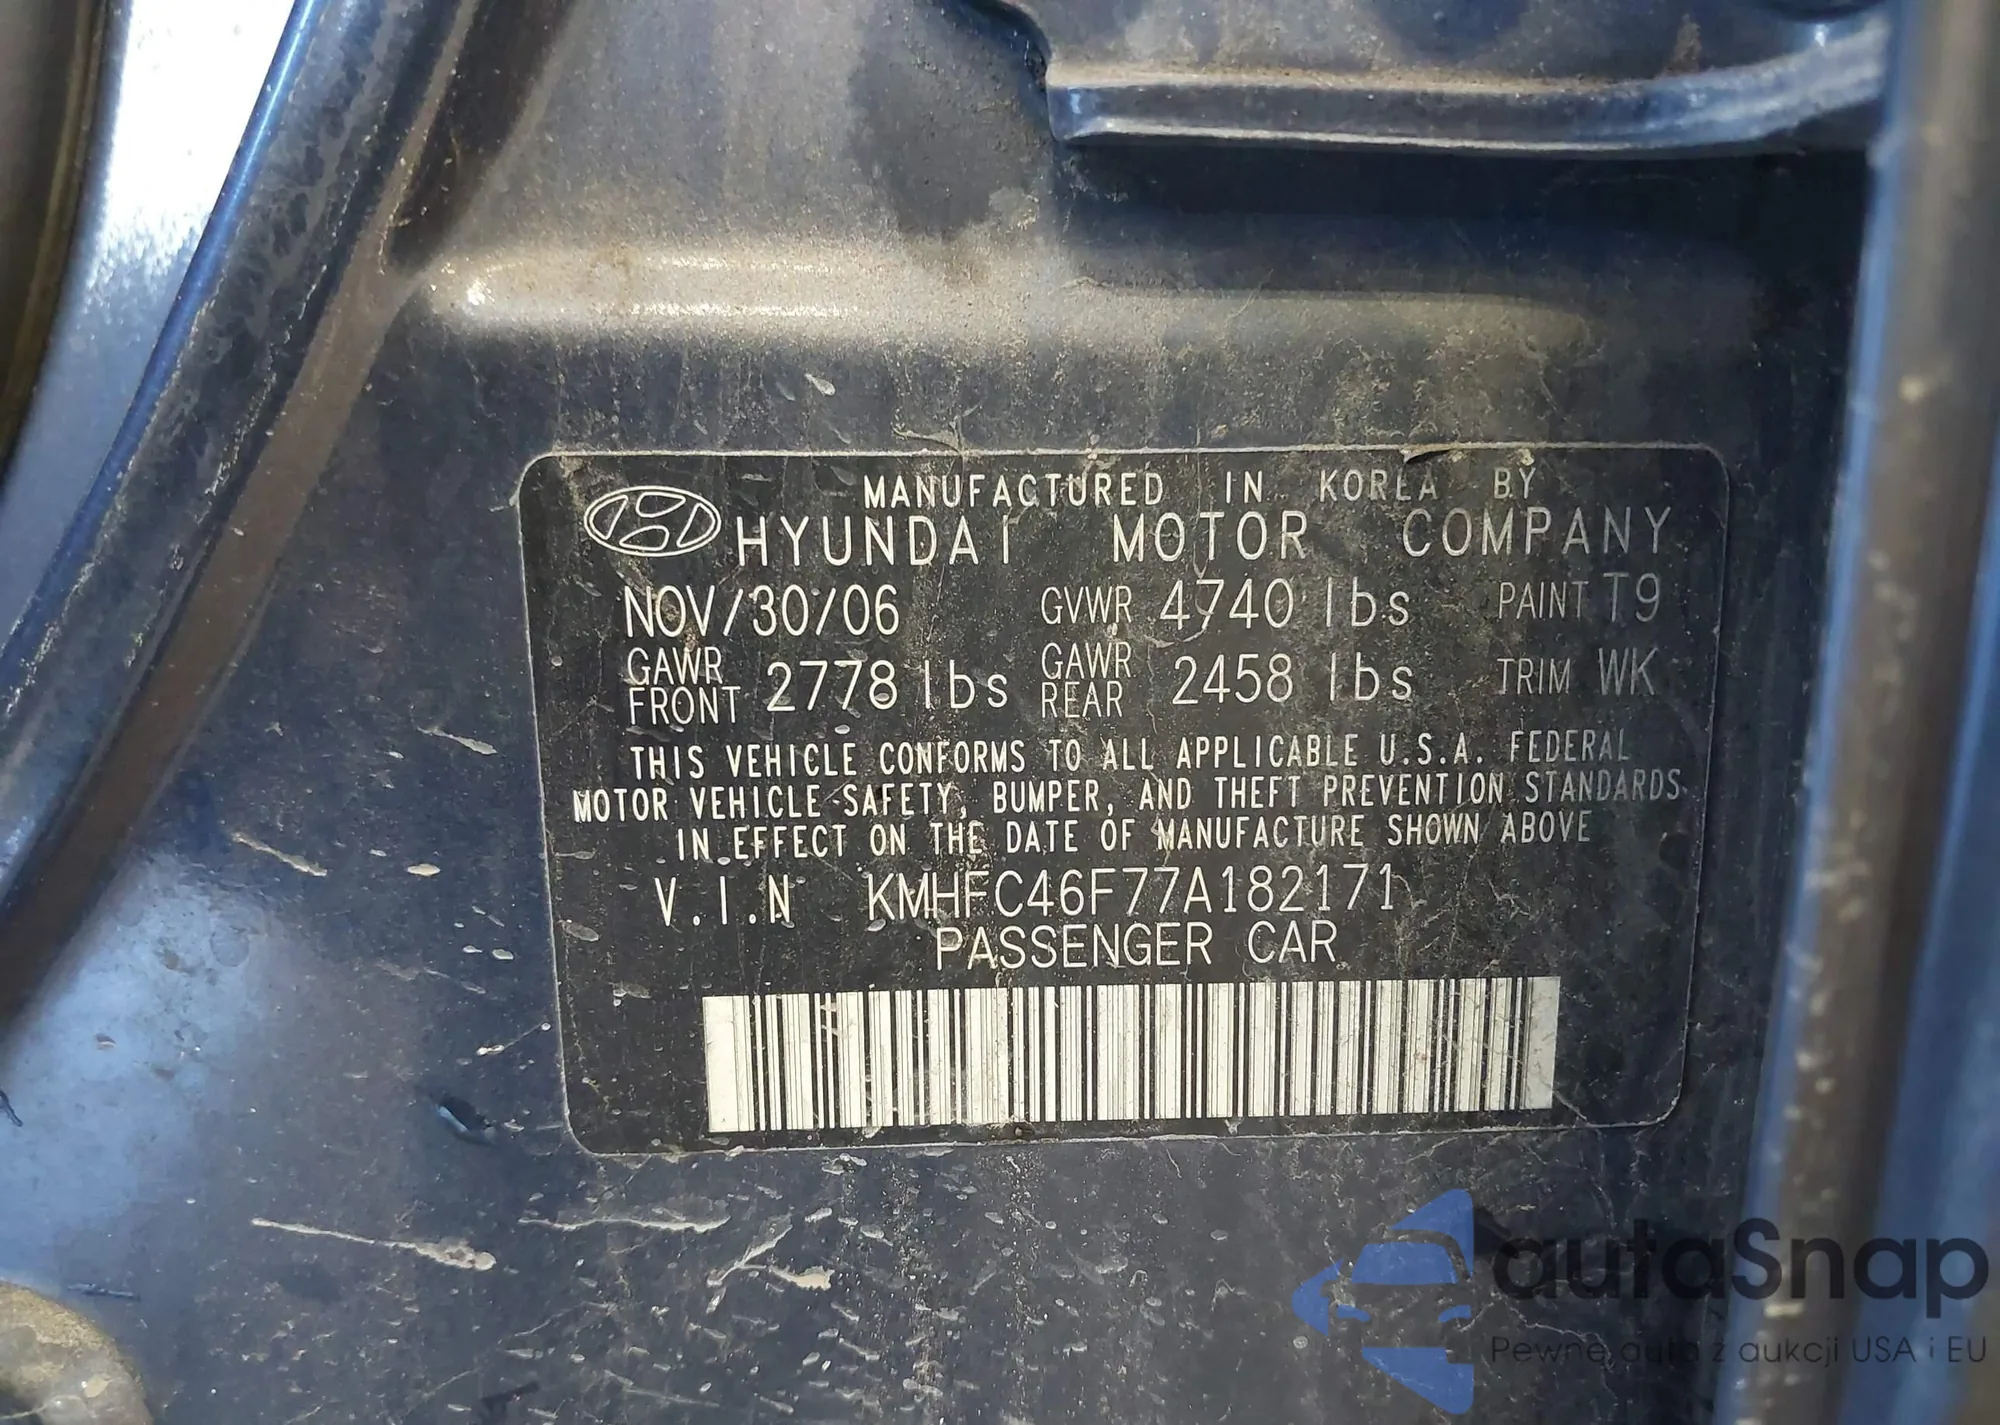 MANUFACTURED IN KOREA BY
HYUNDAI MOTOR COMPANY
NOV/30/06 GVWR 4740 lbs PAINT T9
GAWR FRONT 2778 lbs GAWR REAR 2458 lbs TRIM WK
THIS VEHICLE CONFORMS TO ALL APPLICABLE U.S.A. FEDERAL
MOTOR VEHICLE SAFETY, BUMPER, AND THEFT PREVENTION STANDARDS
IN EFFECT ON THE DATE OF MANUFACTURE SHOWN ABOVE
V.I.N KMHFC46F77A182171
PASSENGER CAR
autaSnap
Pewne auta z aukcji USA i EU